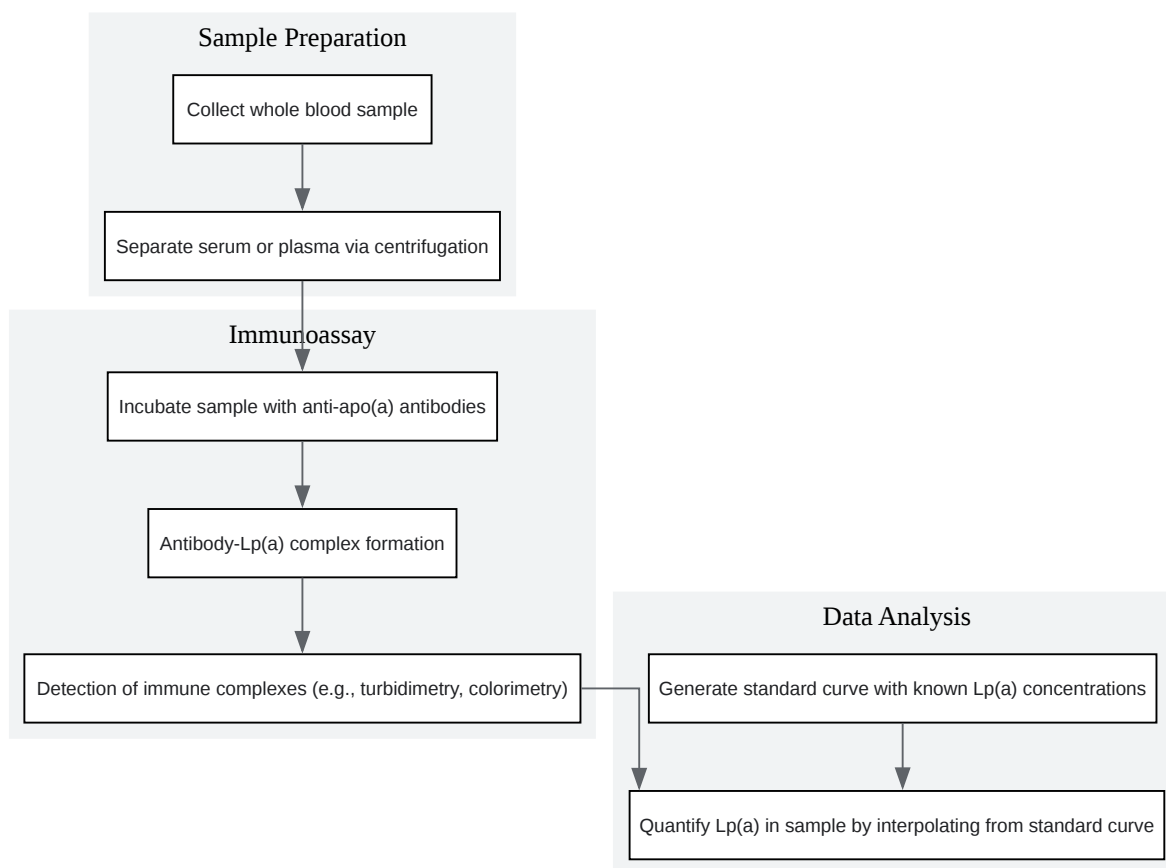 Sample Preparation
Collect whole blood sample
Separate serum or plasma via centrifugation
Immunoassay
Incubate sample with anti-apo(a) antibodies
Antibody-Lp(a) complex formation
Detection of immune complexes (e.g., turbidimetry, colorimetry)
Data Analysis
Generate standard curve with known Lp(a) concentrations
Quantify Lp(a) in sample by interpolating from standard curve